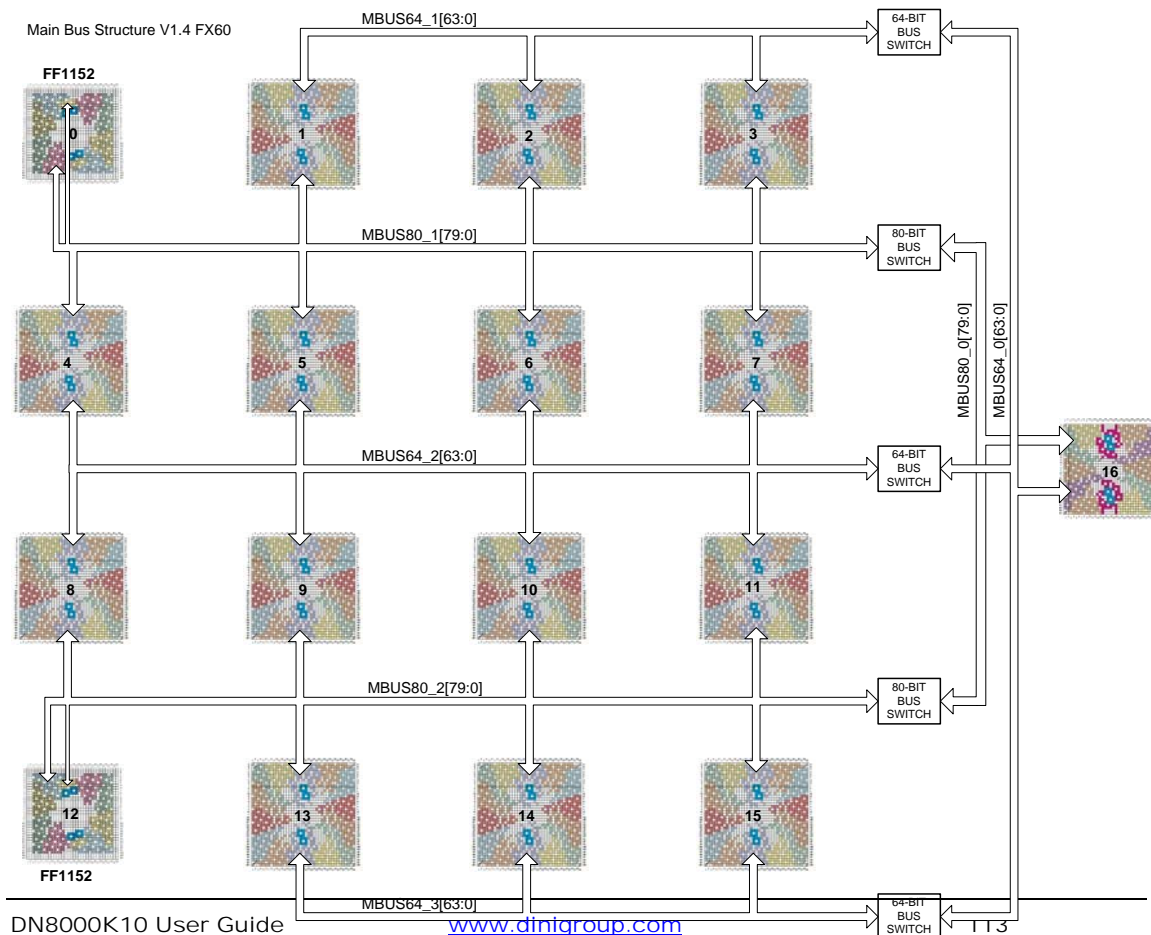 MBUS64_1[63:0]
64-BIT
BUS
SWITCH
Main Bus Structure V1.4 FX60
FF1152
0
1
2
3
MBUS80_1[79:0]
80-BIT
BUS
SWITCH
4
5
6
7
MBUS80_0[79:0]
MBUS64_0[63:0]
MBUS64_2[63:0]
64-BIT
BUS
SWITCH
16
8
9
10
11
MBUS80_2[79:0]
80-BIT
BUS
SWITCH
12
13
14
15
FF1152
MBUS64_3[63:0]
64-BIT
BUS
SWITCH
DN8000K10 User Guide www.dinigroup.com 113